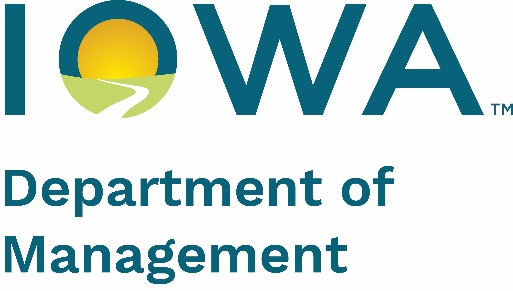 IOWA™
Department of
Management